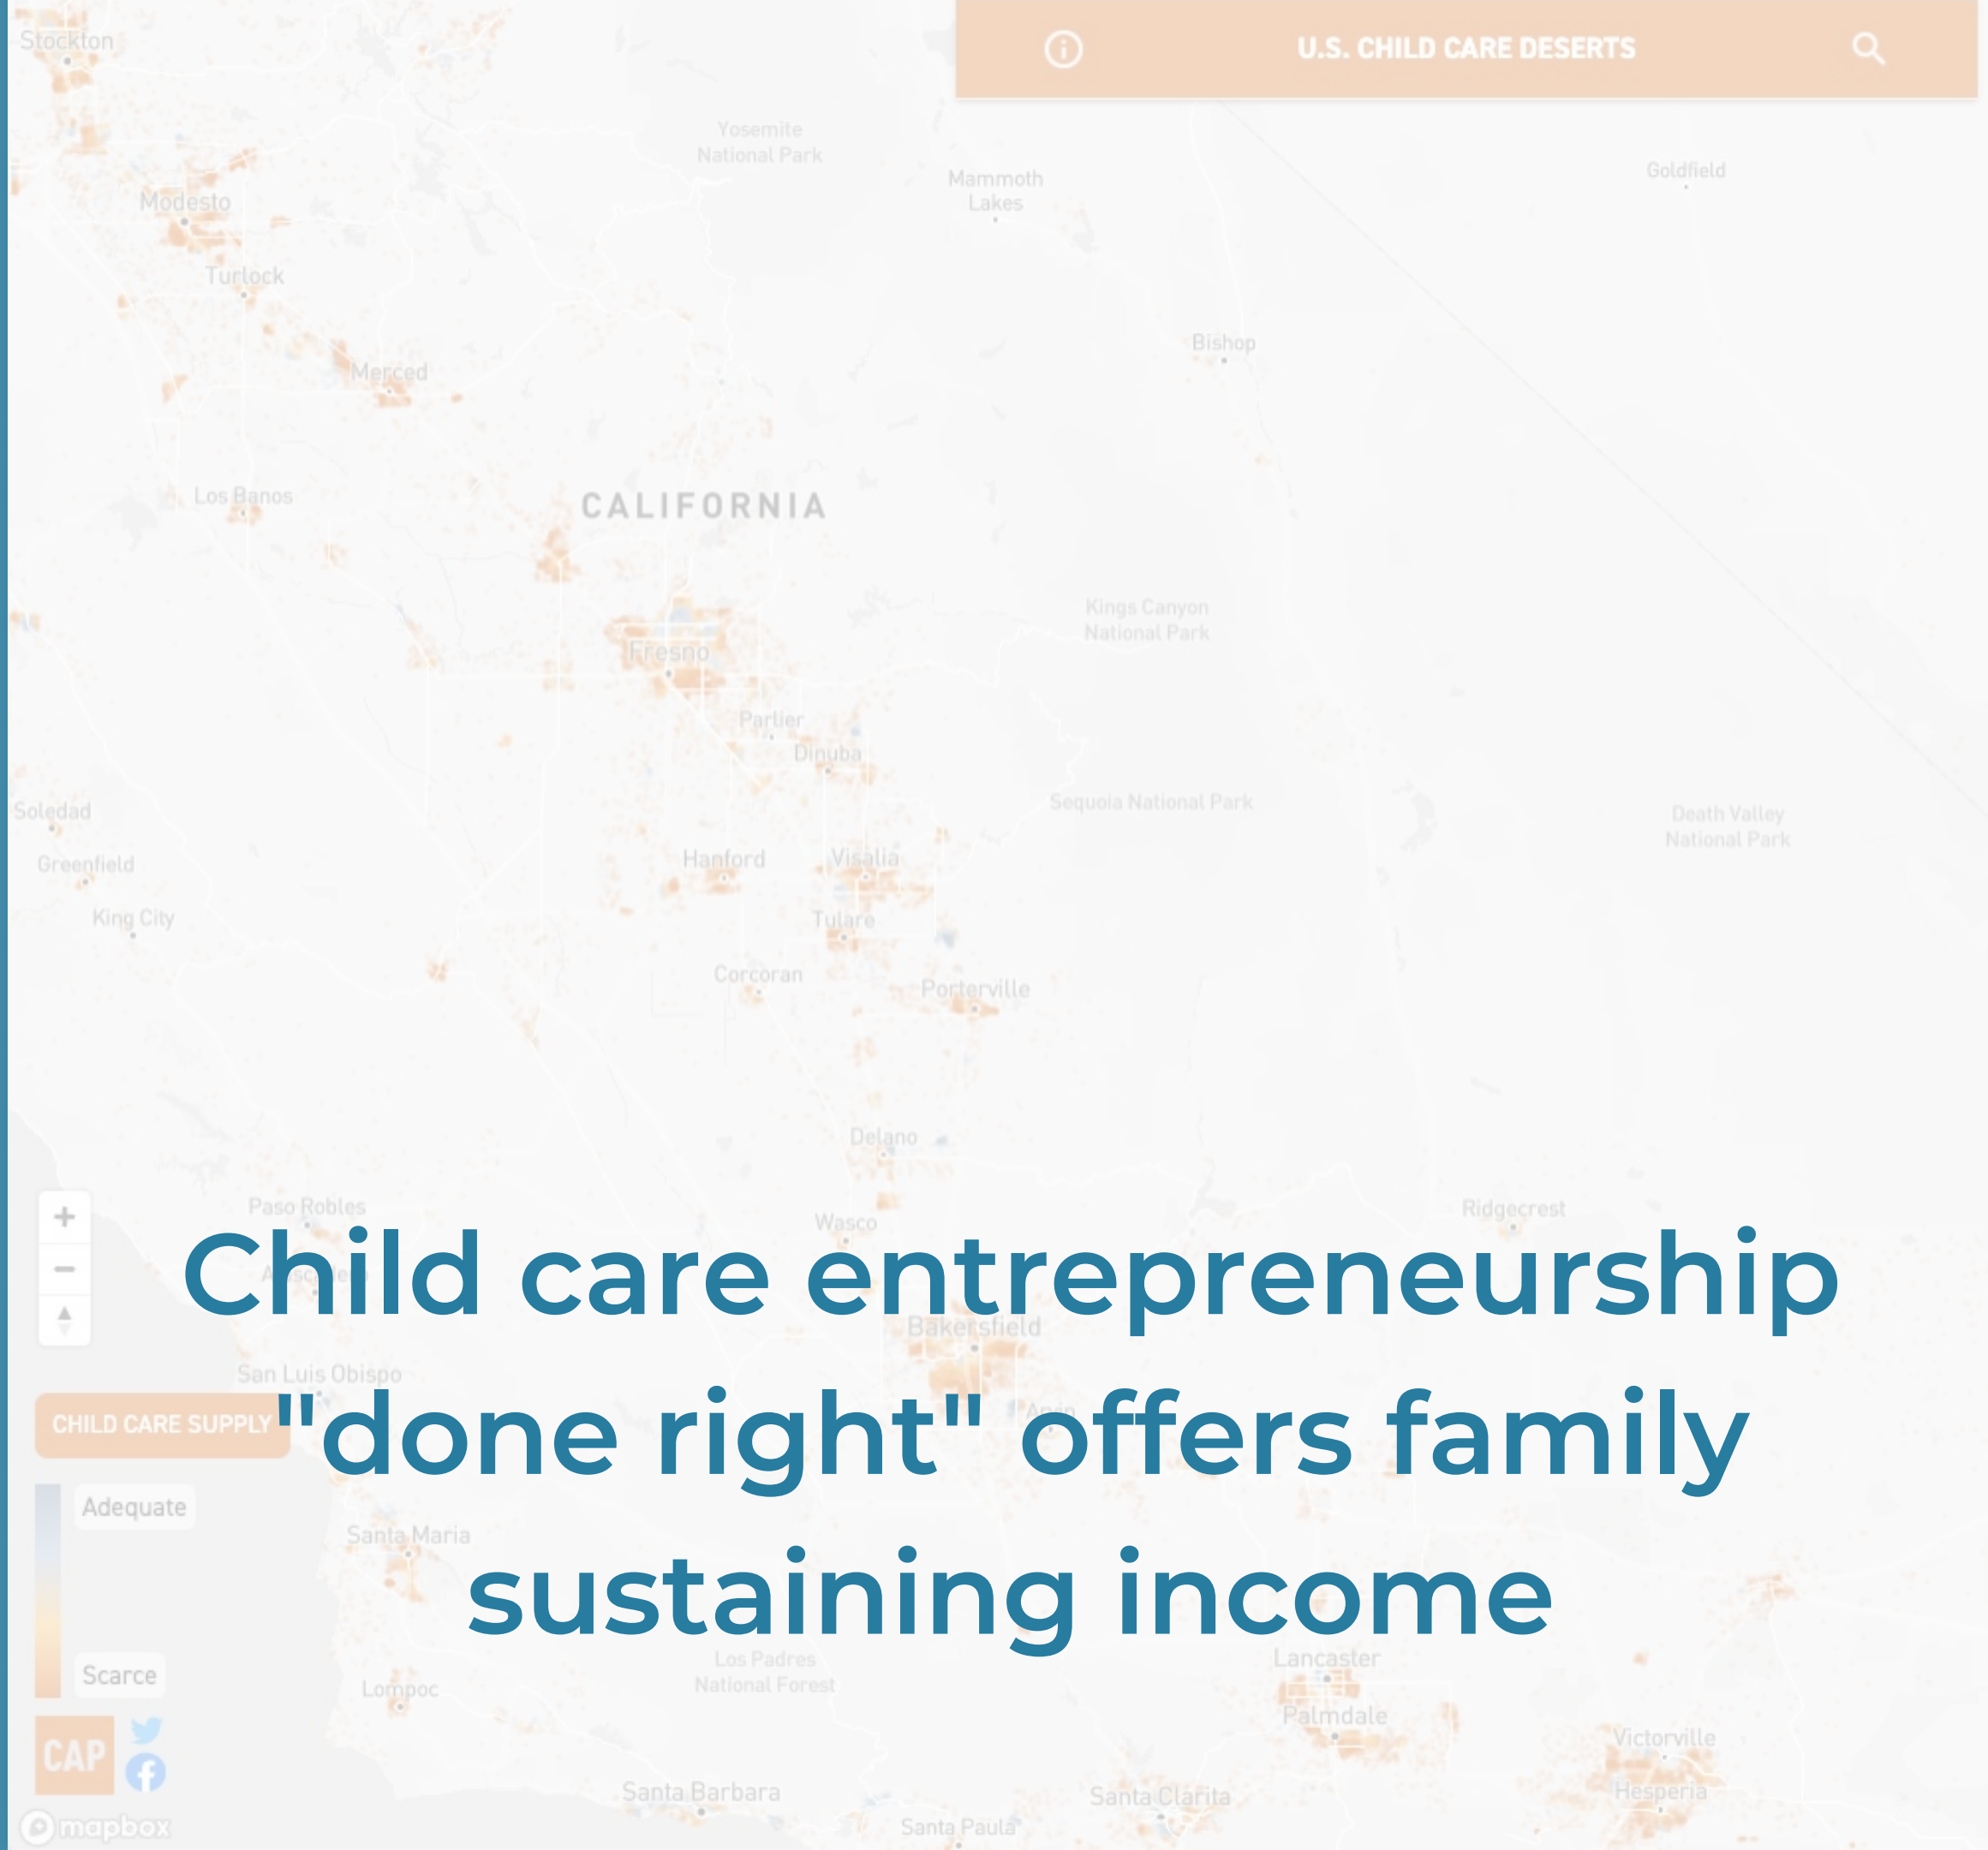 Stockton
U.S. CHILD CARE DESERTS
Yosemite
National Park
Mammoth
Lakes
Goldfield
Modesto
Turlock
Bishop
Merced
Los Banos
CALIFORNIA
Kings Canyon
National Park
Fresno
Parlier
Dinuba
Sequoia National Park
Soledad
Death Valley
National Park
Greenfield
Hanford
Visalia
King City
Tulare
Corcoran
Porterville
Delano
Paso Robles
Wasco
Ridgecrest
Child care entrepreneurship
Bakersfield
San Luis Obispo
CHILD CARE SUPPLY
"done right" offers family
Arvin
Adequate
Santa Maria
sustaining income
Scarce
Los Padres
National Forest
Lancaster
Lompoc
Palmdale
CAP
Victorville
Santa Barbara
Santa Clarita
Hesperia
Santa Paula
mapbox